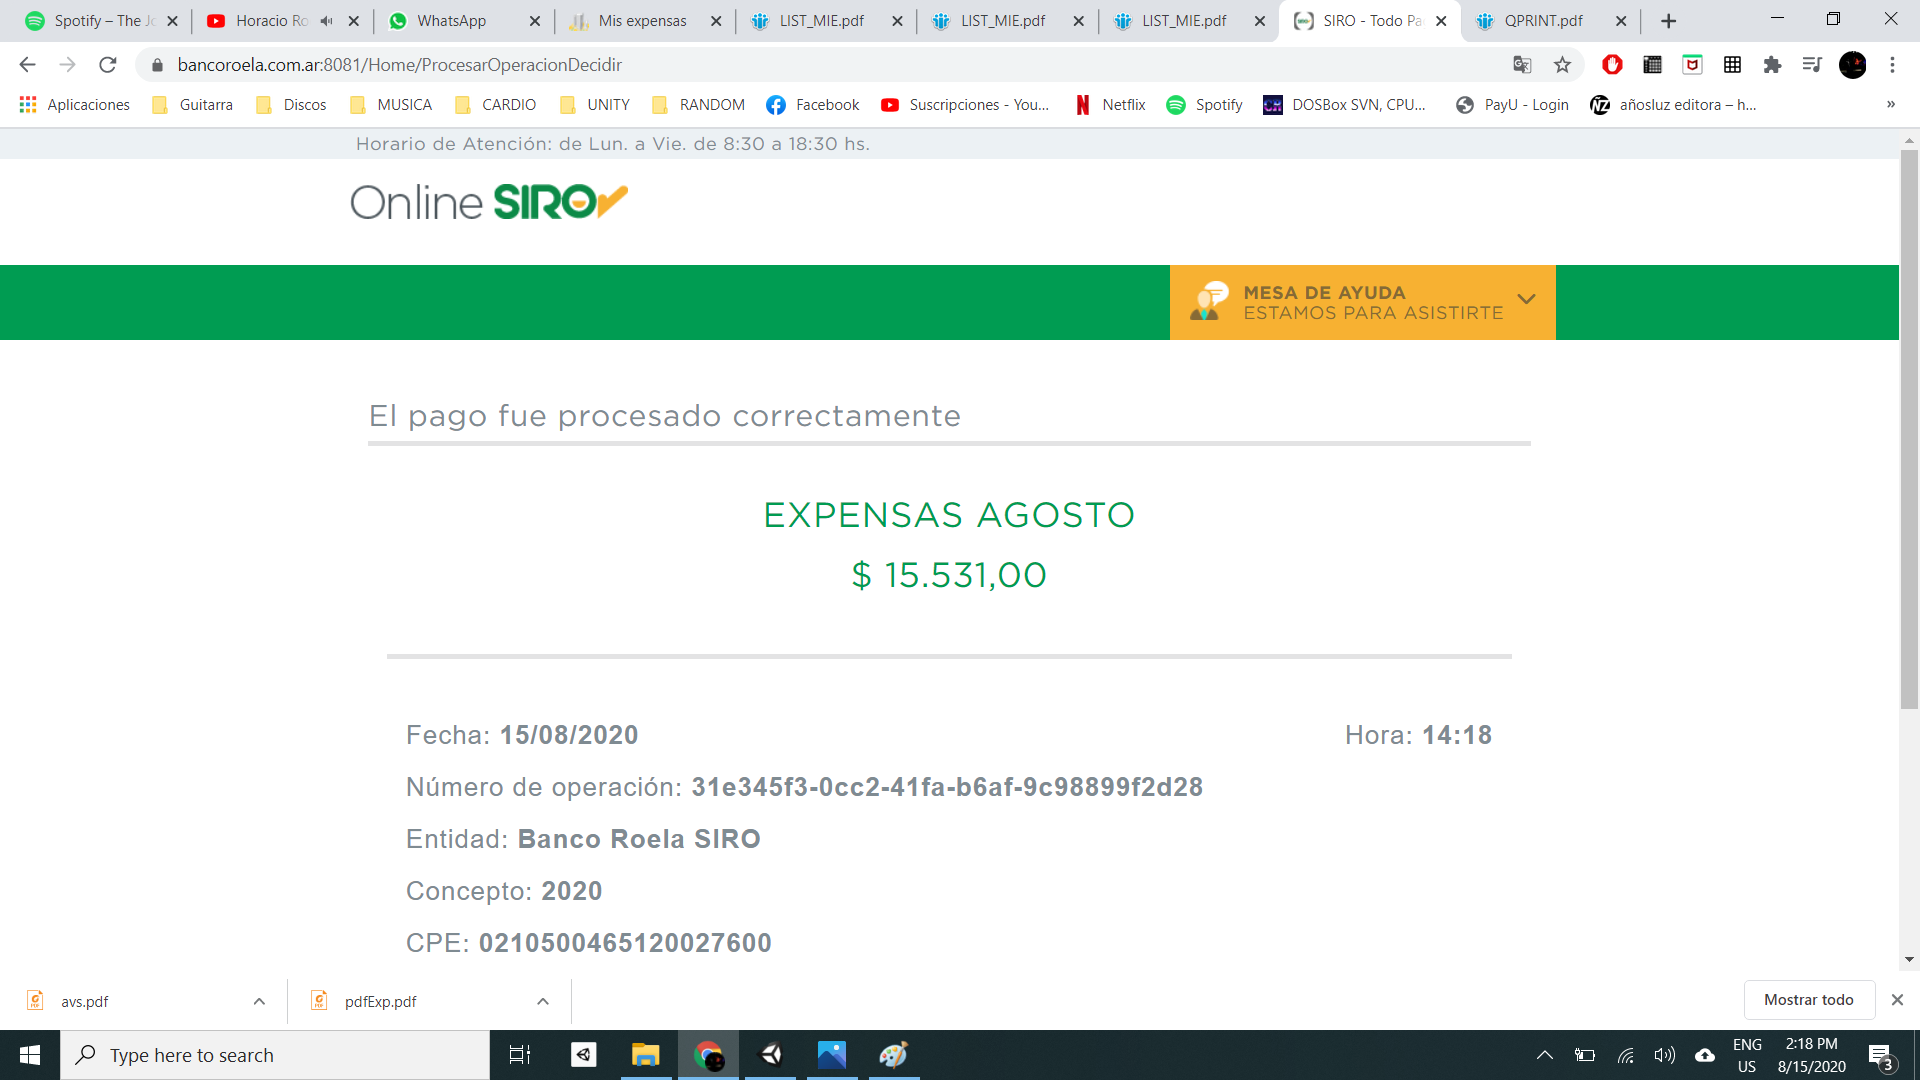 Spotify – The Jo
Horacio Ro
WhatsApp
Mis expensas
LIST_MIE.pdf
LIST_MIE.pdf
LIST_MIE.pdf
SIRO - Todo Pa
QPRINT.pdf
bancoroela.com.ar:8081/Home/ProcesarOperacionDecidir
Aplicaciones
Guitarra
Discos
MUSICA
CARDIO
UNITY
RANDOM
Facebook
Suscripciones - You...
Netflix
Spotify
DOSBox SVN, CPU...
PayU - Login
añosluz editora – h...
»
Horario de Atención: de Lun. a Vie. de 8:30 a 18:30 hs.
Online SIRO
MESA DE AYUDA
ESTAMOS PARA ASISTIRTE
El pago fue procesado correctamente
EXPENSAS AGOSTO
$ 15.531,00
Fecha: 15/08/2020
Hora: 14:18
Número de operación: 31e345f3-0cc2-41fa-b6af-9c98899f2d28
Entidad: Banco Roela SIRO
Concepto: 2020
CPE: 0210500465120027600
avs.pdf
pdfExp.pdf
Mostrar todo
Type here to search
ENG
US
2:18 PM
8/15/2020
3